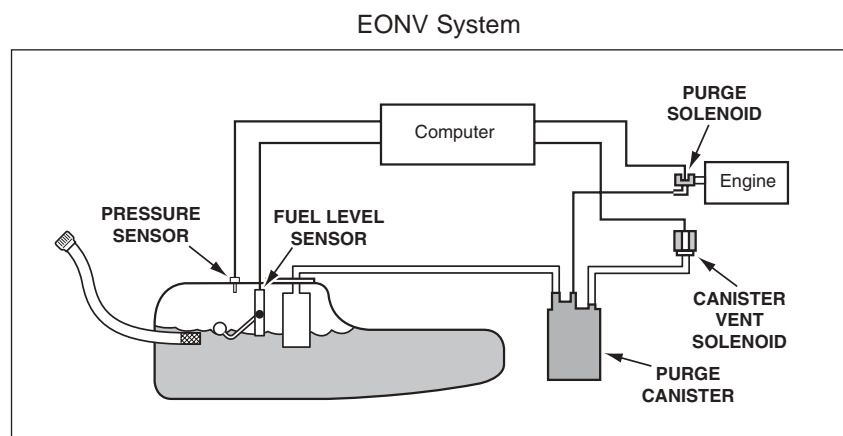 EONV System
PURGE
SOLENOID
Computer
Engine
PRESSURE
SENSOR
FUEL LEVEL
SENSOR
CANISTER
VENT
SOLENOID
PURGE
CANISTER